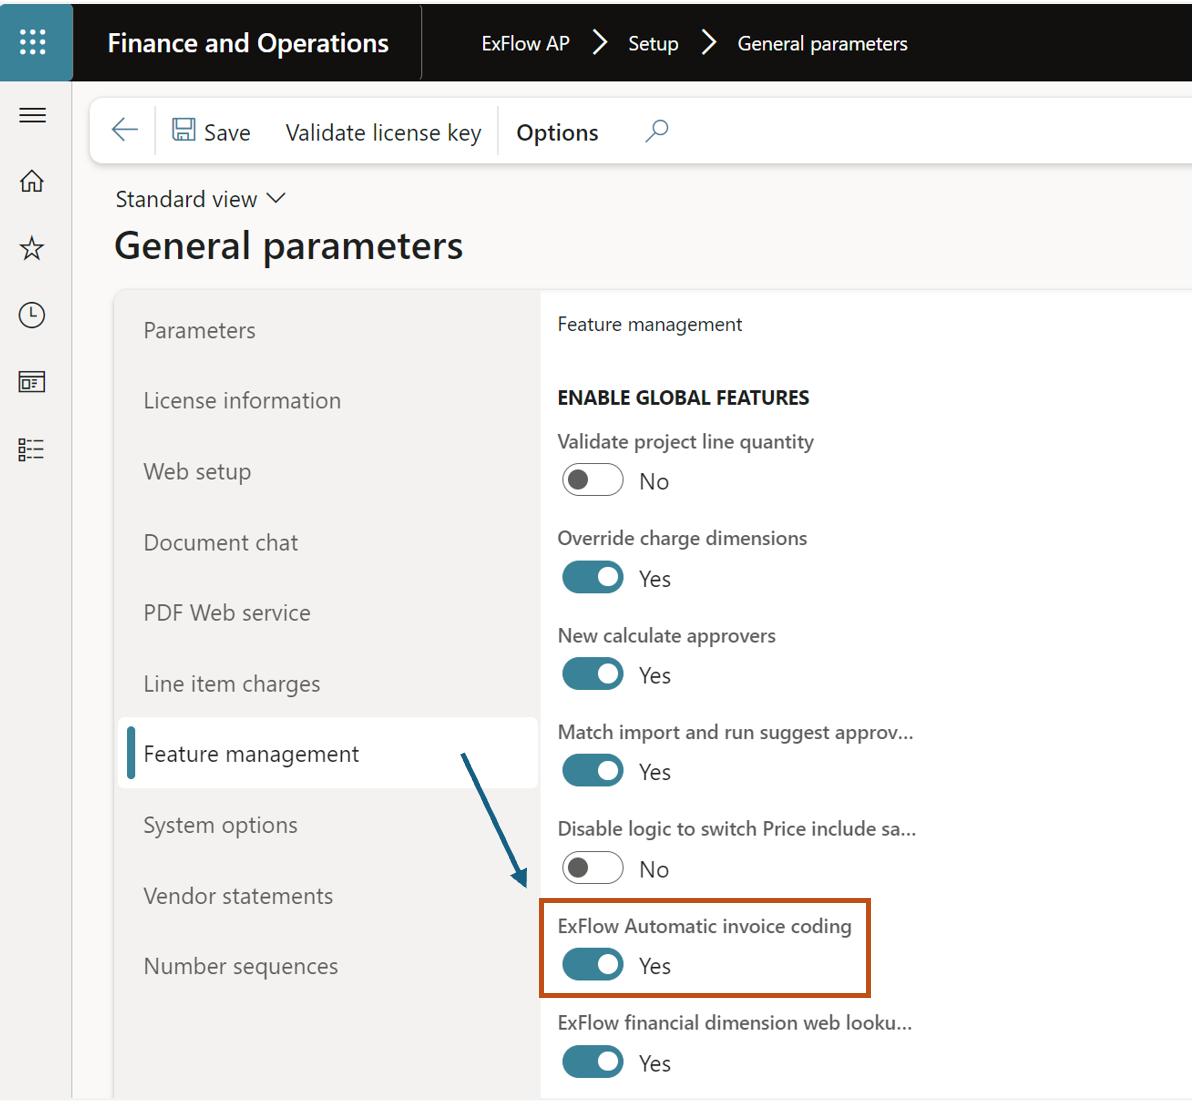 Finance and Operations
ExFlow AP > Setup > General parameters
Save Validate license key Options
Standard view
General parameters
Parameters
License information
Web setup
Document chat
PDF Web service
Line item charges
Feature management
System options
Vendor statements
Number sequences
Feature management
ENABLE GLOBAL FEATURES
Validate project line quantity
No
Override charge dimensions
Yes
New calculate approvers
Yes
Match import and run suggest approv...
Yes
Disable logic to switch Price include sa...
No
ExFlow Automatic invoice coding
Yes
ExFlow financial dimension web looku...
Yes